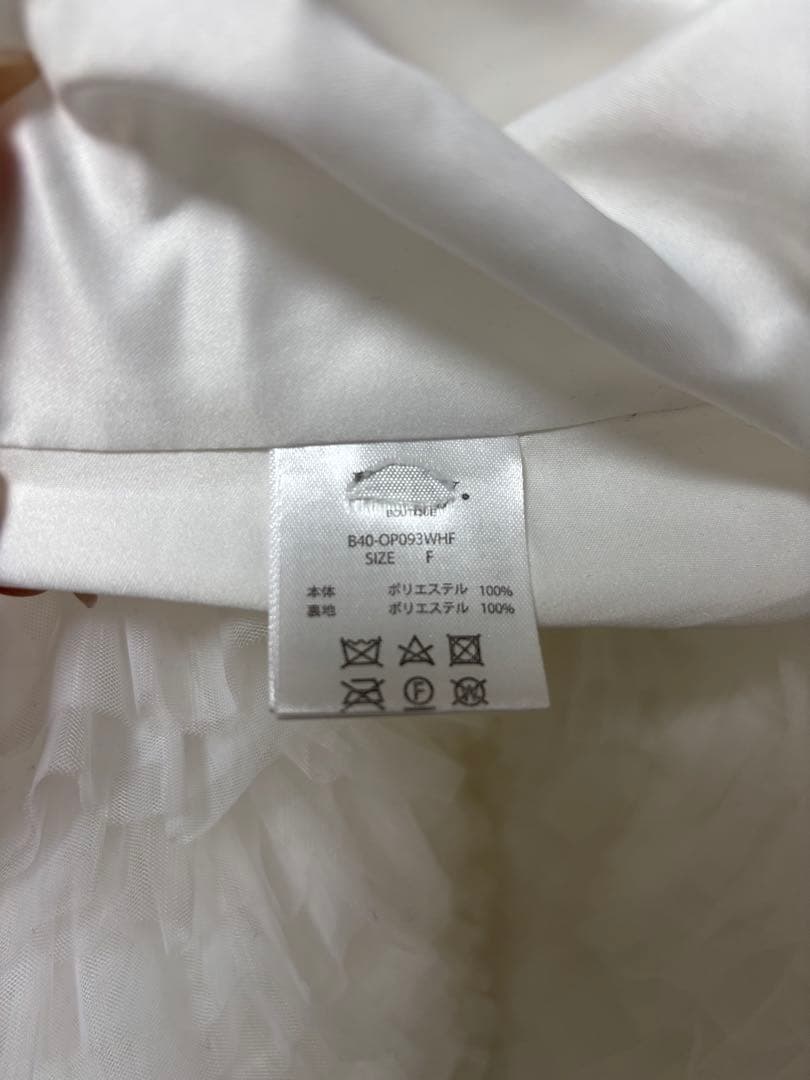 B40-OP093WHF
SIZE F
本体 ポリエステル 100%
裏地 ポリエステル 100%